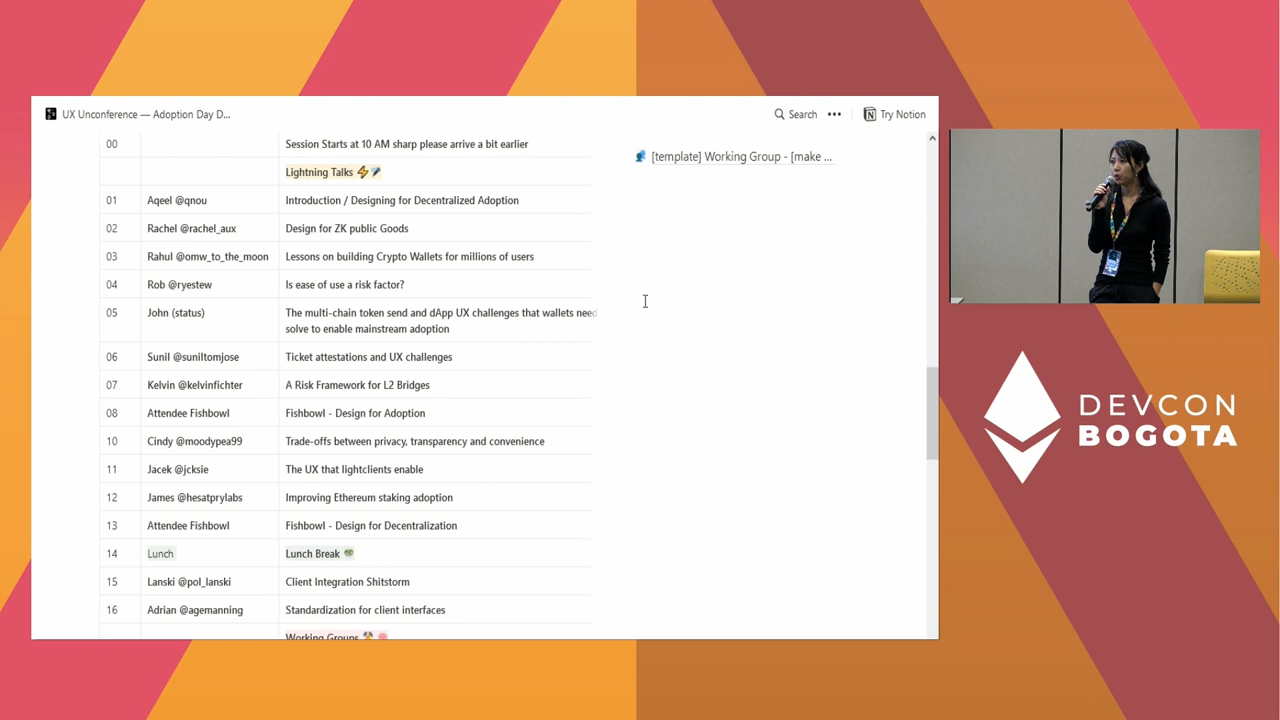 UX Unconference — Adoption Day D...
Search
Try Notion
00 Session Starts at 10 AM sharp please arrive a bit earlier
Lightning Talks
01 Aqeel @qnou Introduction / Designing for Decentralized Adoption
02 Rachel @rachel_aux Design for ZK public Goods
03 Rahul @omw_to_the_moon Lessons on building Crypto Wallets for millions of users
04 Rob @ryestew Is ease of use a risk factor?
05 John (status) The multi-chain token send and dApp UX challenges that wallets need
solve to enable mainstream adoption
06 Sunil @suniltomjose Ticket attestations and UX challenges
07 Kelvin @kelvinfichter A Risk Framework for L2 Bridges
08 Attendee Fishbowl Fishbowl - Design for Adoption
10 Cindy @moodypea99 Trade-offs between privacy, transparency and convenience
11 Jacek @jcksie The UX that lightclients enable
12 James @hesatprylabs Improving Ethereum staking adoption
13 Attendee Fishbowl Fishbowl - Design for Decentralization
14 Lunch Lunch Break
15 Lanski @pol_lanski Client Integration Shitstorm
16 Adrian @agemanning Standardization for client interfaces
Working Groups
[template] Working Group - [make ...
DEVCON
BOGOTA